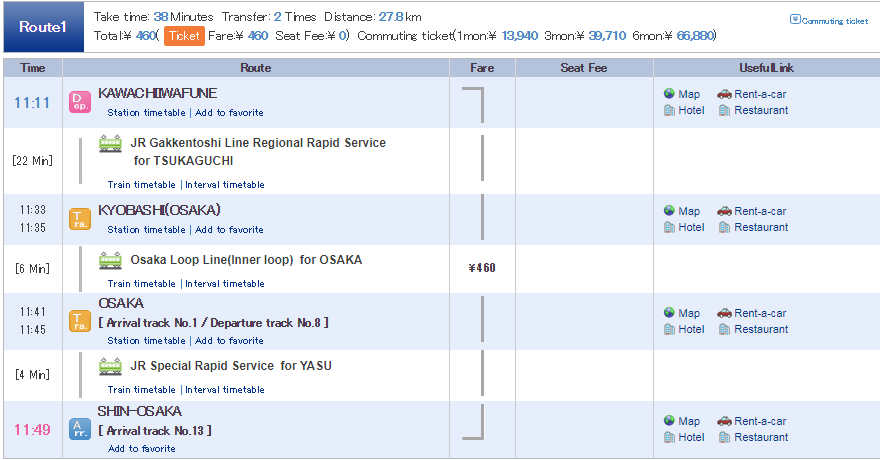 Route1
Take time: 38 Minutes Transfer: 2 Times Distance: 27.8 km
Total:¥ 460( Ticket Fare:¥ 460 Seat Fee:¥ 0) Commuting ticket(1mon:¥ 13,940 3mon:¥ 39,710 6mon:¥ 66,880)
Commuting ticket
Time Route Fare Seat Fee UsefulLink
11:11 Dep. KAWACHIIWAFUNE
Station timetable | Add to favorite
Map Rent-a-car
Hotel Restaurant
[22 Min] JR Gakkentoshi Line Regional Rapid Service
for TSUKAGUCHI
Train timetable | Interval timetable
11:33
11:35
Tra. KYOBASHI(OSAKA)
Station timetable | Add to favorite
Map Rent-a-car
Hotel Restaurant
[6 Min] Osaka Loop Line(Inner loop) for OSAKA
Train timetable | Interval timetable
¥460
11:41
11:45
Tra. OSAKA
[ Arrival track No.1 / Departure track No.8 ]
Station timetable | Add to favorite
Map Rent-a-car
Hotel Restaurant
[4 Min] JR Special Rapid Service for YASU
Train timetable | Interval timetable
11:49 Arr. SHIN-OSAKA
[ Arrival track No.13 ]
Add to favorite
Map Rent-a-car
Hotel Restaurant